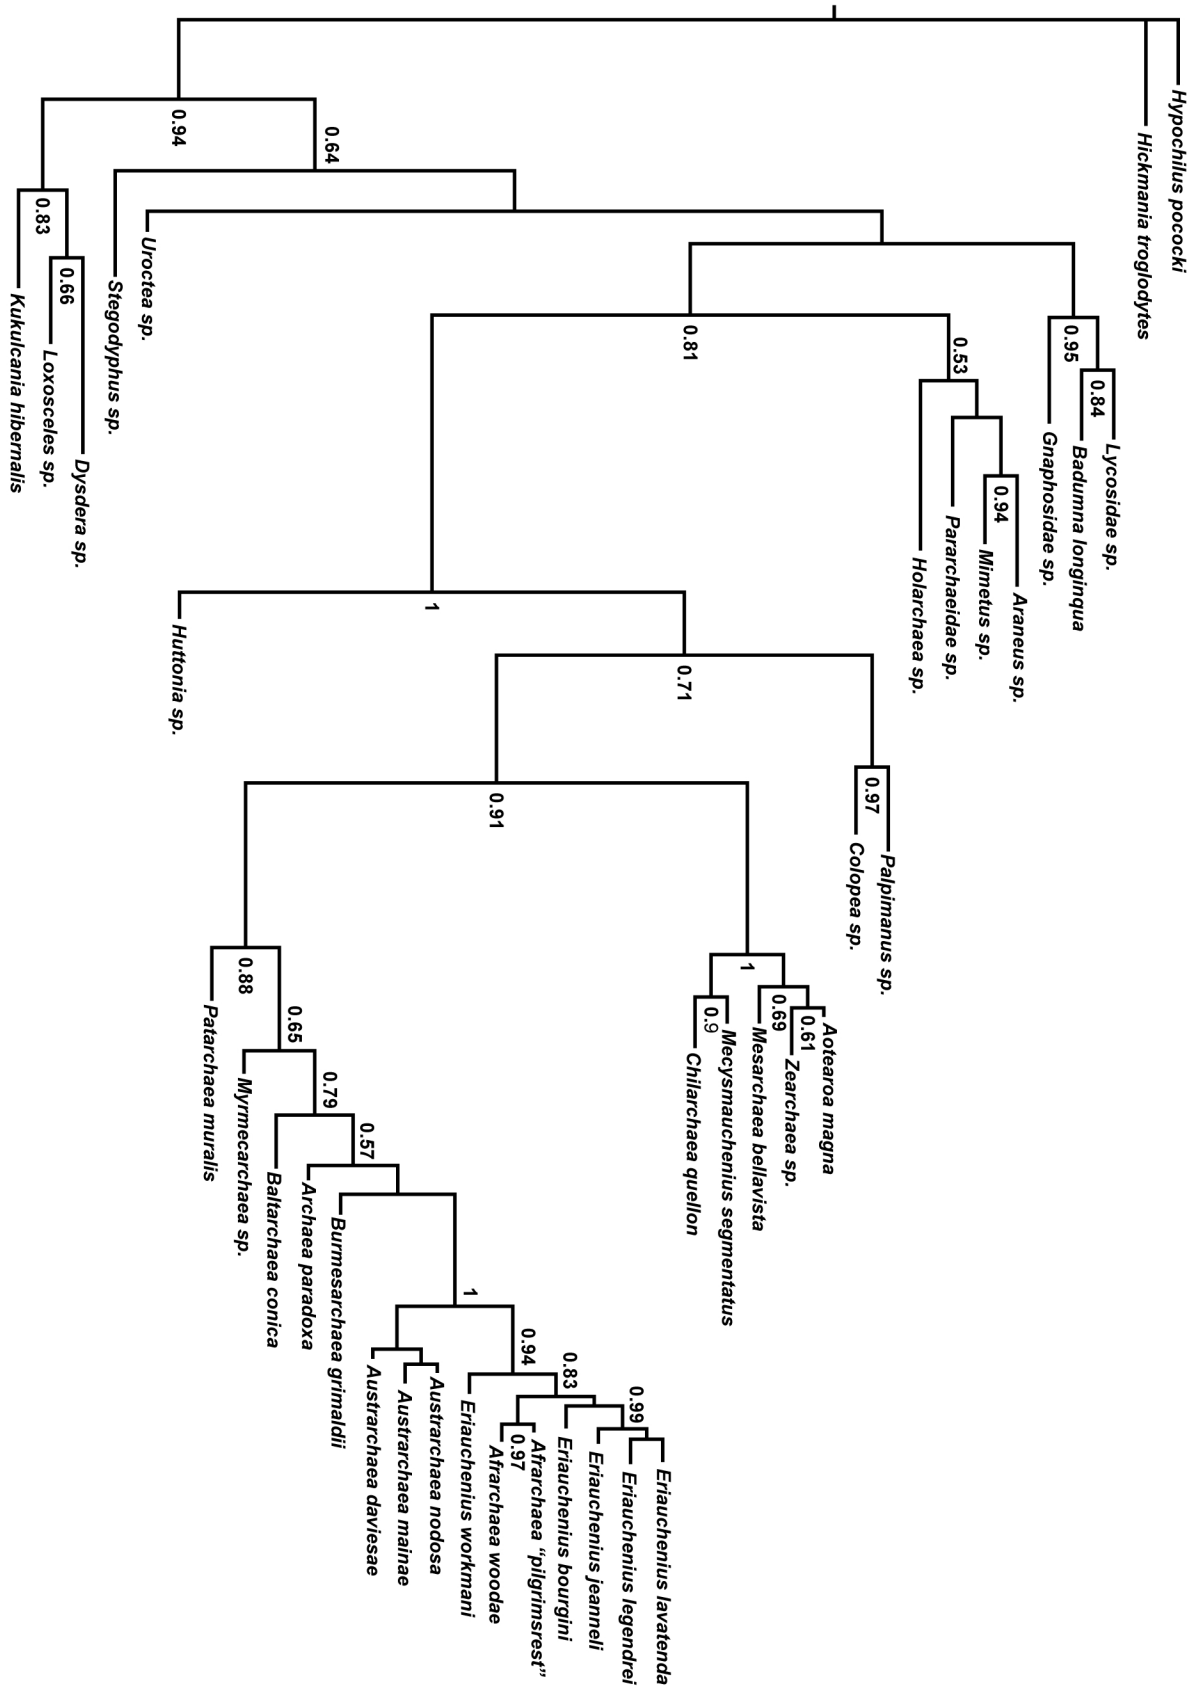 Hypochilus pococki
Hickmania troglodytes
0.94
0.64
0.83
0.66
Kukulcania hibernalis
Loxosceles sp.
Dysdera sp.
Stegodyphus sp.
Uroctea sp.
0.95
0.84
Lycosidae sp.
Badumna longinqua
Gnaphosidae sp.
0.81
0.53
0.94
Araneus sp.
Mimetus sp.
Pararchaeidae sp.
Holarchaea sp.
1
Huttonia sp.
0.71
0.97
Palpimanus sp.
Colopea sp.
0.91
1
0.69
0.61
0.9
Aotearoa magna
Zearchaea sp.
Mesarchaea bellavista
Mecysmauchenius segmentatus
Chilarchaea quellon
0.88
0.65
0.79
0.57
Patarchaea muralis
Myrmecarchaea sp.
Baltarchaea conica
Archaea paradoxa
Burmesarchaea grimaldii
1
0.94
0.83
0.99
0.97
Austrarchaea daviesae
Austrarchaea mainae
Austrarchaea nodosa
Eriauchenius workmani
Afrarchaea woodae
Afrarchaea “pilgrimsrest”
Eriauchenius bourgini
Eriauchenius jeanneli
Eriauchenius legendrei
Eriauchenius lavatenda